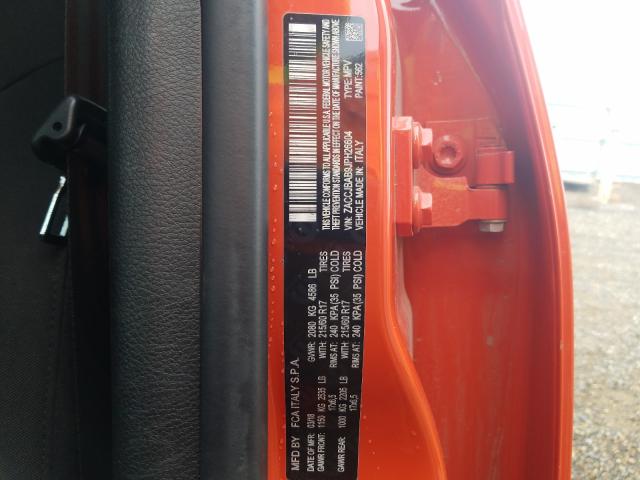 MFD BY FCA ITALY S.P.A.
DATE OF MFR: 03/18 GVWR: 2080 KG 4586 LB
GAWR FRONT: 1150 KG 2535 LB WITH: 215/60 R17 TIRES
17x6,5 RIMS AT: 240 KPA(35 PSI) COLD
GAWR REAR: 1000 KG 2205 LB WITH: 215/60 R17 TIRES
17x6,5 RIMS AT: 240 KPA (35 PSI) COLD
THIS VEHICLE CONFORMS TO ALL APPLICABLE U.S.A. FEDERAL MOTOR VEHICLE SAFETY AND
THEFT PREVENTION STANDARDS IN EFFECT ON THE DATE OF MANUFACTURE SHOWN ABOVE.
VIN: ZACCJBAB9JPH26604 TYPE: MPV
VEHICLE MADE IN: ITALY PAINT: 562